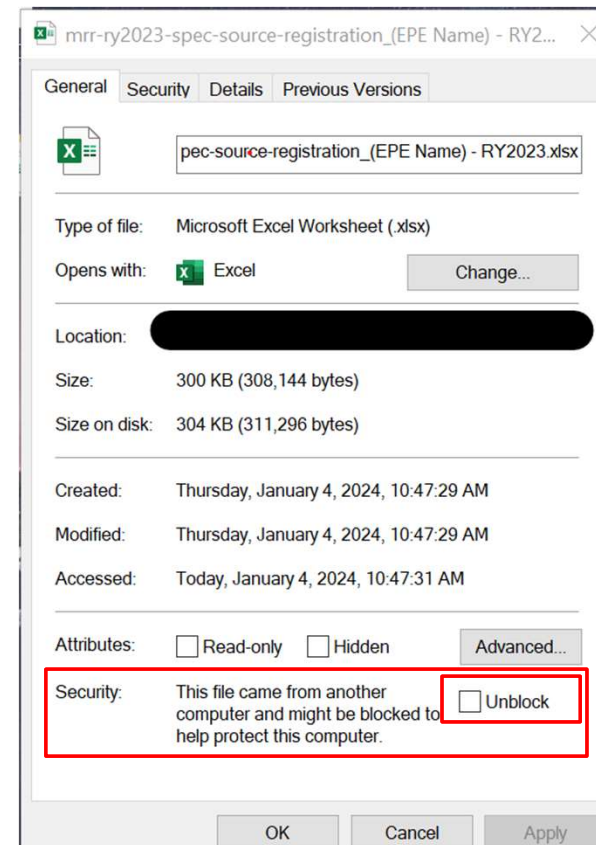 mrr-ry2023-spec-source-registration_(EPE Name) - RY2...
General Security Details Previous Versions
pec-source-registration_(EPE Name) - RY2023.xlsx
Type of file: Microsoft Excel Worksheet (.xlsx)
Opens with: Excel Change...
Location:
Size: 300 KB (308,144 bytes)
Size on disk: 304 KB (311,296 bytes)
Created: Thursday, January 4, 2024, 10:47:29 AM
Modified: Thursday, January 4, 2024, 10:47:29 AM
Accessed: Today, January 4, 2024, 10:47:31 AM
Attributes: Read-only Hidden Advanced...
Security: This file came from another
computer and might be blocked to
help protect this computer.
Unblock
OK Cancel Apply